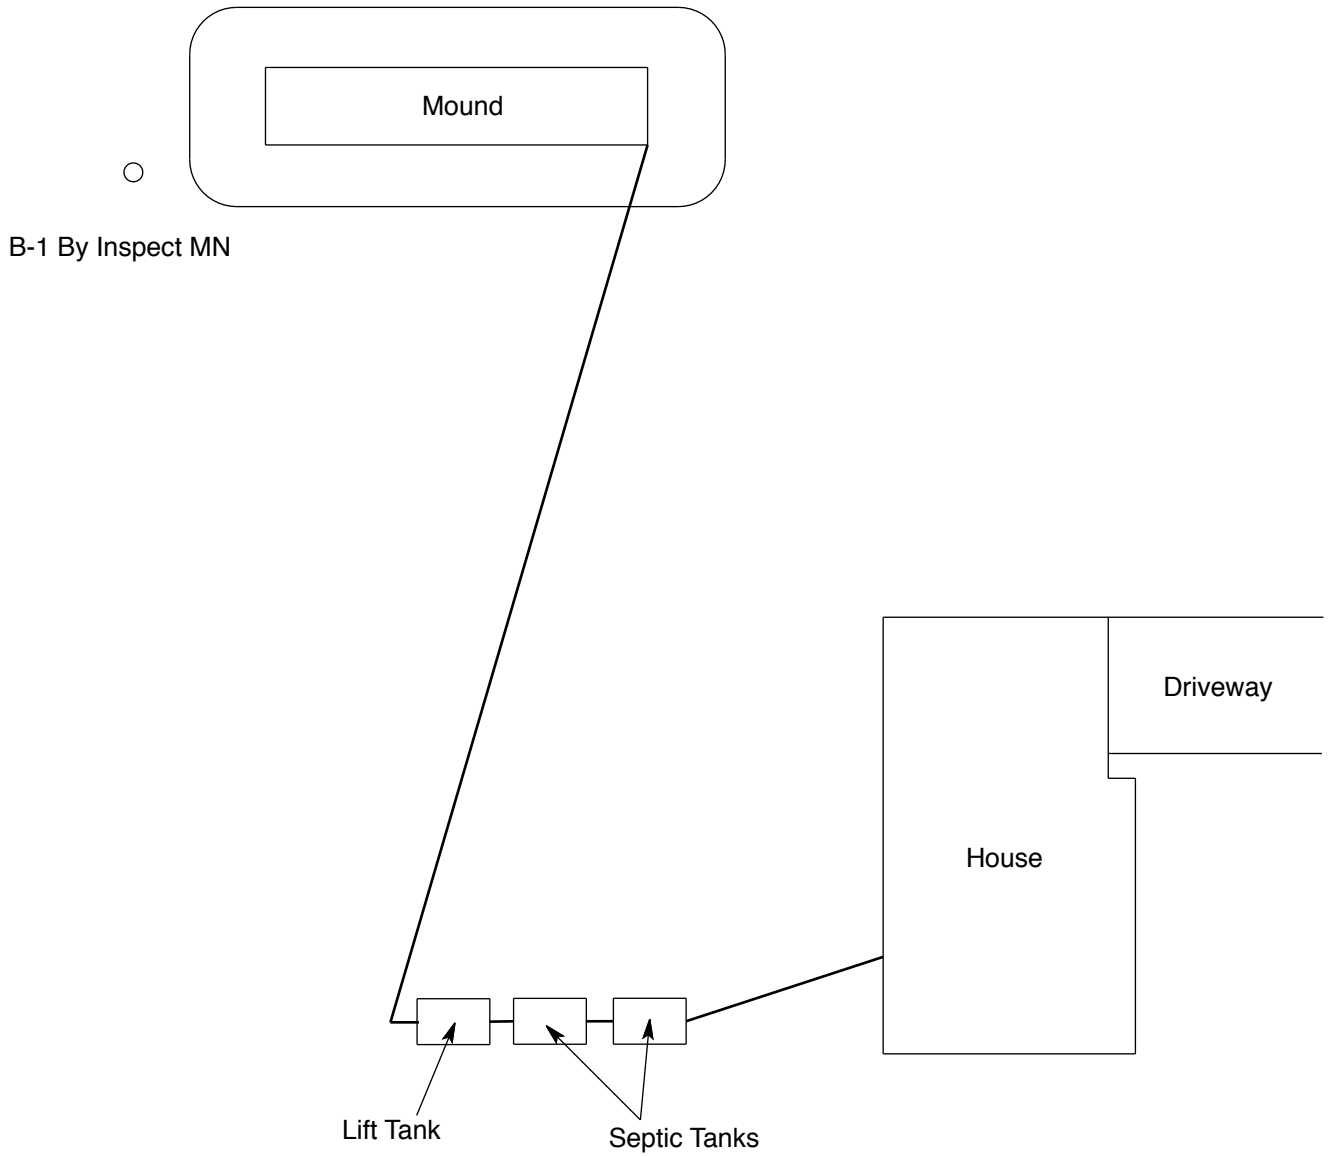 Mound
B-1 By Inspect MN
Driveway
House
Lift Tank
Septic Tanks